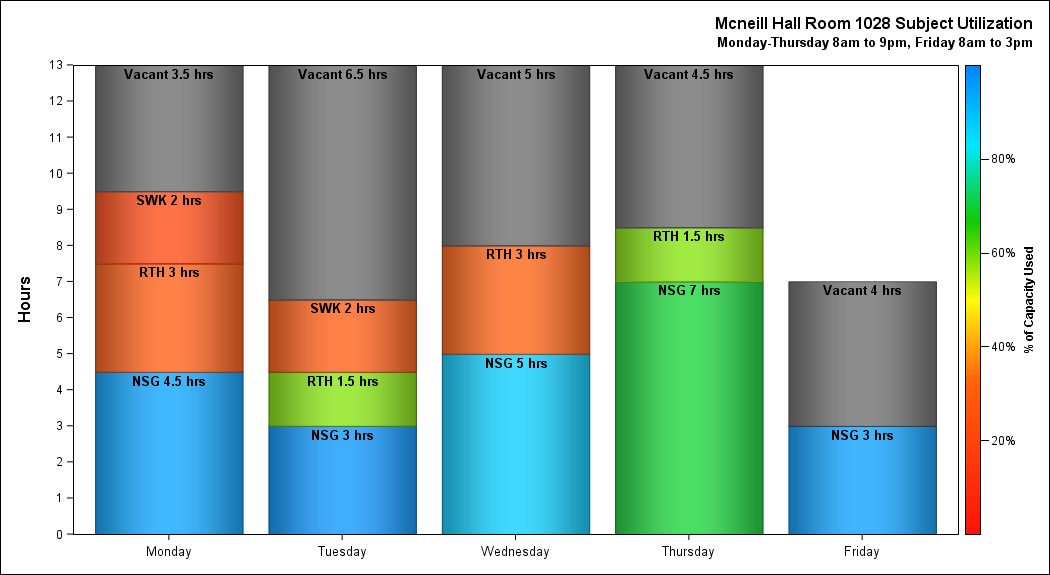 Mcneill Hall Room 1028 Subject Utilization
Monday-Thursday 8am to 9pm, Friday 8am to 3pm
Hours
13
12
11
10
9
8
7
6
5
4
3
2
1
0
Vacant 3.5 hrs
SWK 2 hrs
RTH 3 hrs
NSG 4.5 hrs
Vacant 6.5 hrs
SWK 2 hrs
RTH 1.5 hrs
NSG 3 hrs
Vacant 5 hrs
RTH 3 hrs
NSG 5 hrs
Vacant 4.5 hrs
RTH 1.5 hrs
NSG 7 hrs
Vacant 4 hrs
NSG 3 hrs
Monday
Tuesday
Wednesday
Thursday
Friday
80%
60%
40%
20%
% of Capacity Used